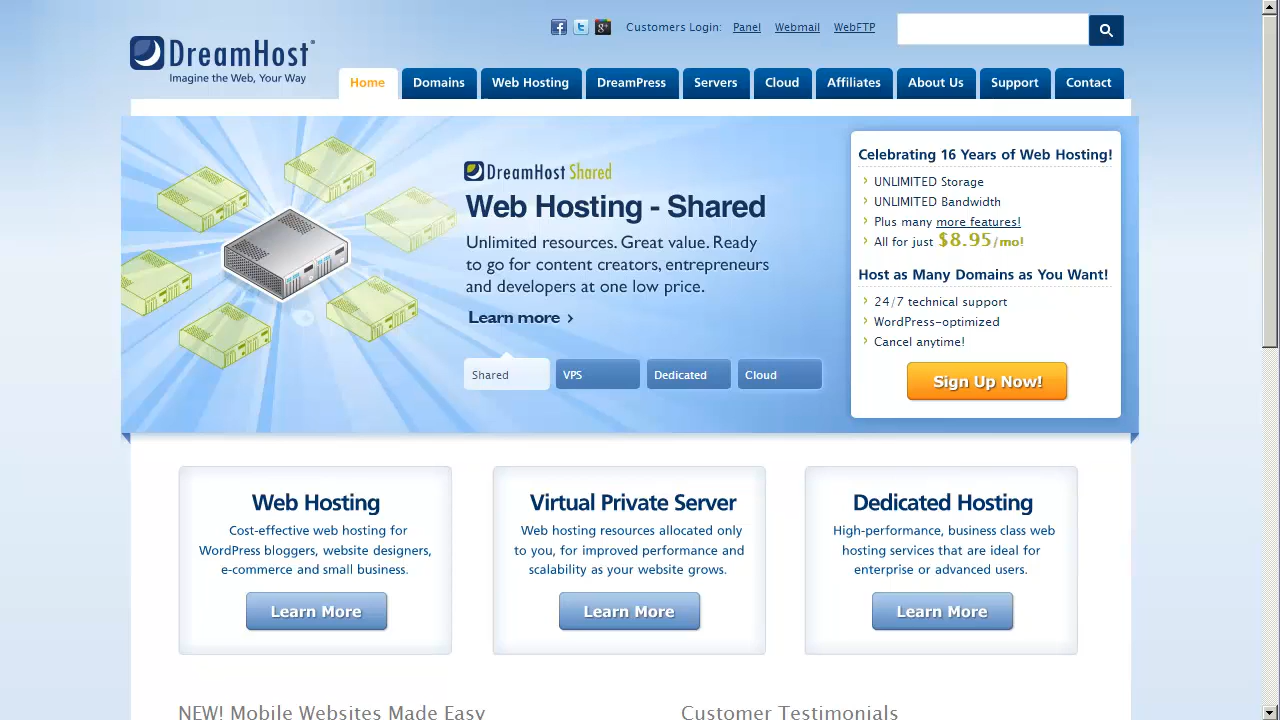 Customers Login: Panel Webmail WebFTP
DreamHost
Imagine the Web, Your Way
Home Domains Web Hosting DreamPress Servers Cloud Affiliates About Us Support Contact
DreamHost Shared
Web Hosting - Shared
Unlimited resources. Great value. Ready
to go for content creators, entrepreneurs
and developers at one low price.
Learn more ›
Shared VPS Dedicated Cloud
Celebrating 16 Years of Web Hosting!
UNLIMITED Storage
UNLIMITED Bandwidth
Plus many more features!
All for just $8.95/mo!
Host as Many Domains as You Want!
24/7 technical support
WordPress-optimized
Cancel anytime!
Sign Up Now!
Web Hosting
Cost-effective web hosting for
WordPress bloggers, website designers,
e-commerce and small business.
Learn More
Virtual Private Server
Web hosting resources allocated only
to you, for improved performance and
scalability as your website grows.
Learn More
Dedicated Hosting
High-performance, business class web
hosting services that are ideal for
enterprise or advanced users.
Learn More
NEW! Mobile Websites Made Easy
Customer Testimonials